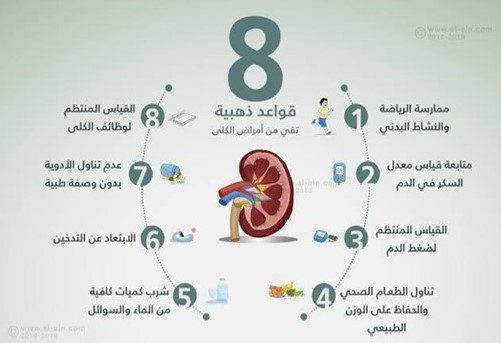 8
قواعد ذهبية
تقي من أمراض الكلى
1
ممارسة الرياضة
والنشاط البدني
2
متابعة قياس معدل
السكر في الدم
3
القياس المنتظم
لضغط الدم
4
تناول الطعام الصحي
والحفاظ على الوزن
الطبيعي
5
شرب كميات كافية
من الماء والسوائل
6
الابتعاد عن التدخين
7
عدم تناول الأدوية
بدون وصفة طبية
8
القياس المنتظم
لوظائف الكلى
www.al-ain.com
2016-2018
www.al-ain.com
2016-2018